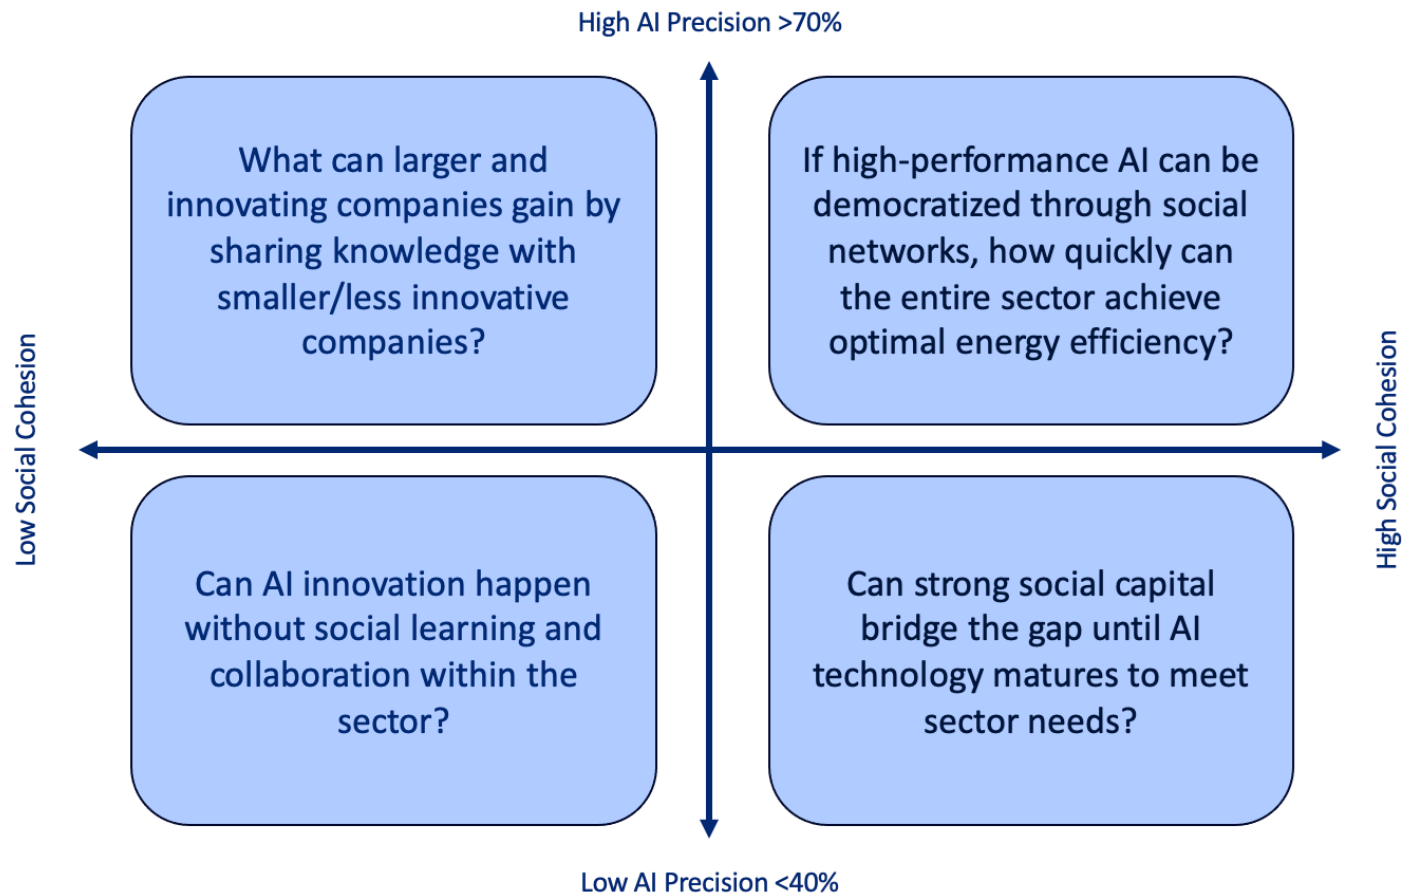 High AI Precision >70%
What can larger and
innovating companies gain by
sharing knowledge with
smaller/less innovative
companies?
If high-performance AI can be
democratized through social
networks, how quickly can
the entire sector achieve
optimal energy efficiency?
Low Social Cohesion
High Social Cohesion
Can AI innovation happen
without social learning and
collaboration within the
sector?
Can strong social capital
bridge the gap until AI
technology matures to meet
sector needs?
Low AI Precision <40%